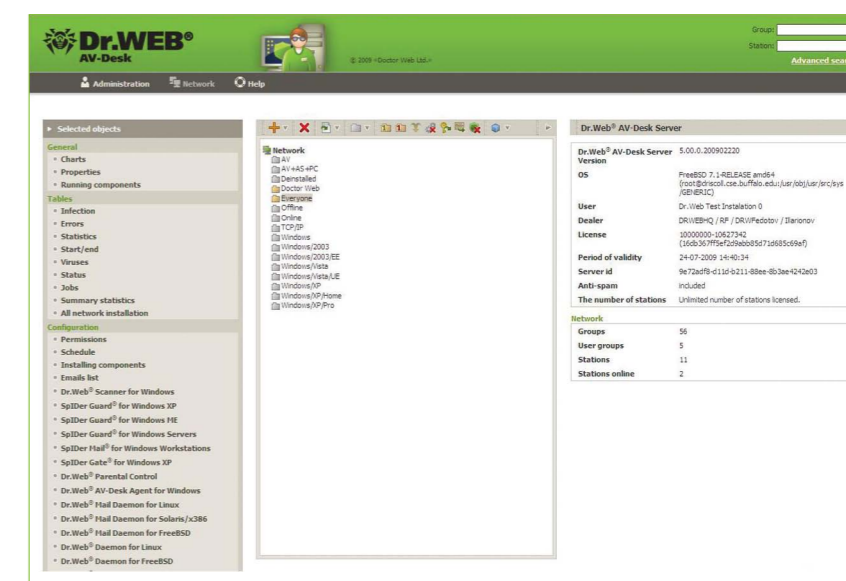 Dr.WEB®
AV-Desk
© 2009 «Doctor Web Ltd.»
Group:
Station:
Advanced sear
Administration
Network
Help
Selected objects
General
Charts
Properties
Running components
Tables
Infection
Errors
Statistics
Start/end
Viruses
Status
Jobs
Summary statistics
All network installation
Configuration
Permissions
Schedule
Installing components
Emails list
Dr.Web® Scanner for Windows
SpIDer Guard® for Windows XP
SpIDer Guard® for Windows ME
SpIDer Guard® for Windows Servers
SpIDer Mail® for Windows Workstations
SpIDer Gate® for Windows XP
Dr.Web® Parental Control
Dr.Web® AV-Desk Agent for Windows
Dr.Web® Mail Daemon for Linux
Dr.Web® Mail Daemon for Solaris/x386
Dr.Web® Mail Daemon for FreeBSD
Dr.Web® Daemon for Linux
Dr.Web® Daemon for FreeBSD
Network
AV
AV+AS+PC
Deinstalled
Doctor Web
Everyone
Offline
Online
TCP/IP
Windows
Windows/2003
Windows/2003/EE
Windows/Vista
Windows/Vista/UE
Windows/XP
Windows/XP/Home
Windows/XP/Pro
Dr.Web® AV-Desk Server
Dr.Web® AV-Desk Server Version 5.00.0.200902220
OS FreeBSD 7.1-RELEASE amd64
(root@driscoll.cse.buffalo.edu:/usr/obj/usr/src/sys
/GENERIC)
User Dr.Web Test Instalation 0
Dealer DRWEBHQ / RF / DRWFedotov / Ilarionov
License 10000000-10627342
(16db367ff5ef2d9abb85d71d685c69af)
Period of validity 24-07-2009 14:40:34
Server id 9e72adf8-d11d-b211-88ee-8b3ae4242e03
Anti-spam included
The number of stations Unlimited number of stations licensed.
Network
Groups 56
User groups 5
Stations 11
Stations online 2